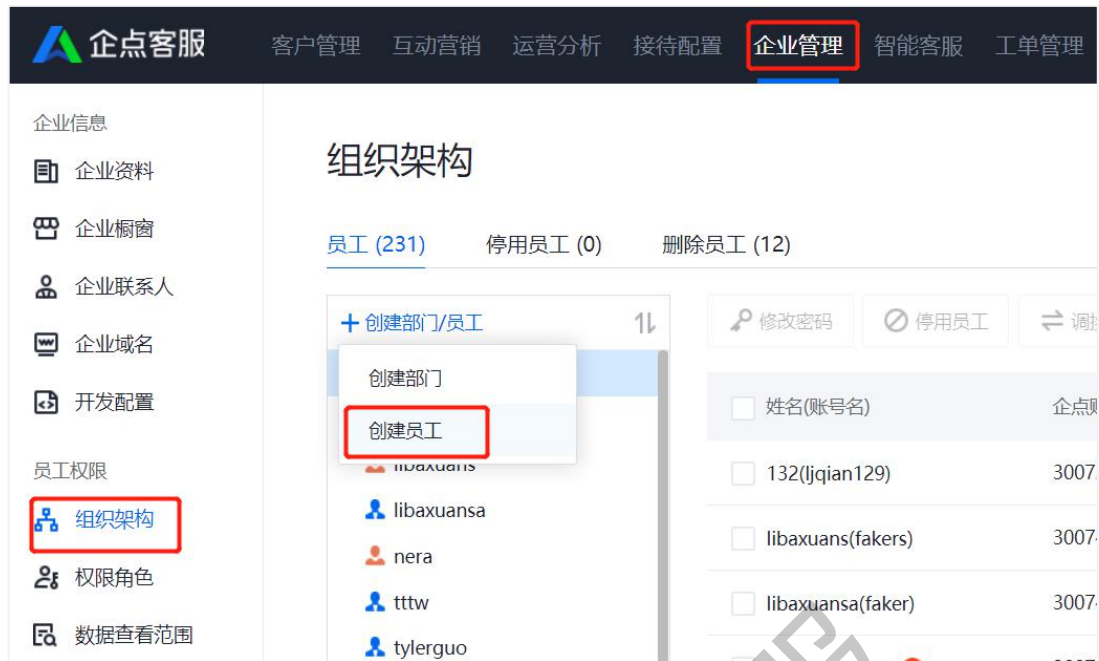 企点客服 客户管理 互动营销 运营分析 接待配置 企业管理 智能客服 工单管理
企业信息
企业资料
企业橱窗
企业联系人
企业域名
开发配置
员工权限
组织架构
权限角色
数据查看范围
组织架构
员工 (231) 停用员工 (0) 删除员工 (12)
+ 创建部门/员工
创建部门
创建员工
libaxuans
libaxuansa
nera
tttw
tylerguo
修改密码 停用员工
姓名(账号名) 企点
132(ljqian129) 3007
libaxuans(fakers) 3007
libaxuansa(faker) 3007